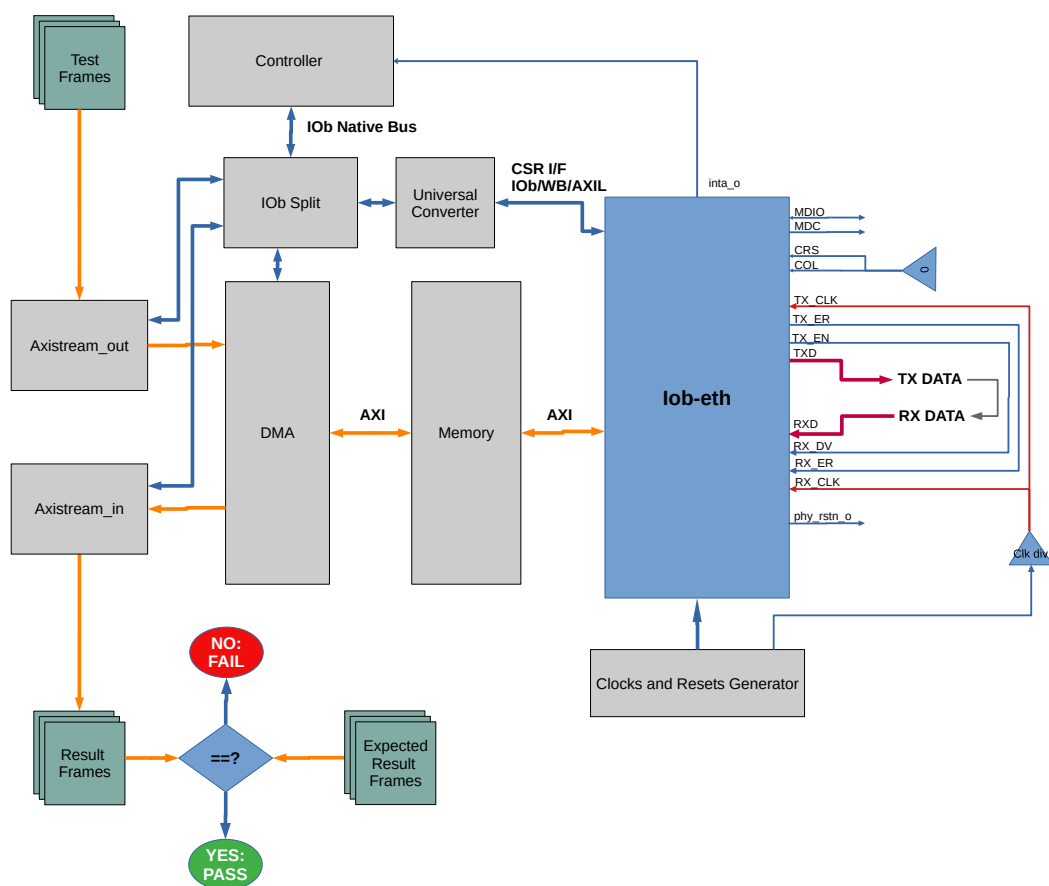 Test
Frames
Controller
IOb Native Bus
IOb Split
Universal
Converter
CSR I/F
IOb/WB/AXIL
inta_o
MDIO
MDC
CRS
COL
0
TX_CLK
TX_ER
TX_EN
TXD
TX DATA
RX DATA
RXD
RX_DV
RX_ER
RX_CLK
phy_rstn_o
Clk div
Axistream_out
Axistream_in
DMA
AXI
Memory
AXI
Iob-eth
Clocks and Resets Generator
NO:
FAIL
Result
Frames
==?
Expected
Result
Frames
YES:
PASS